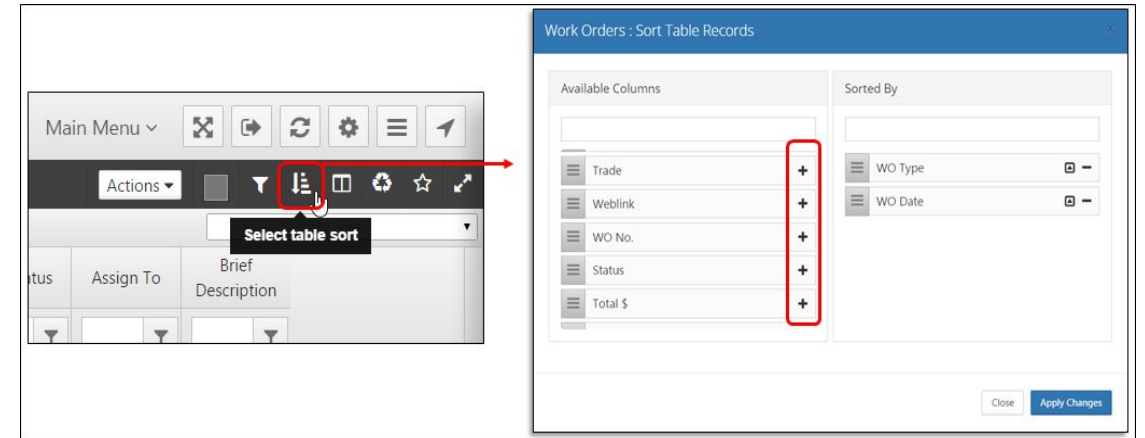 Main Menu
Actions
Select table sort
tus
Assign To
Brief
Description
Work Orders : Sort Table Records
Available Columns
Trade
Weblink
WO No.
Status
Total $
Sorted By
WO Type
WO Date
Close
Apply Changes